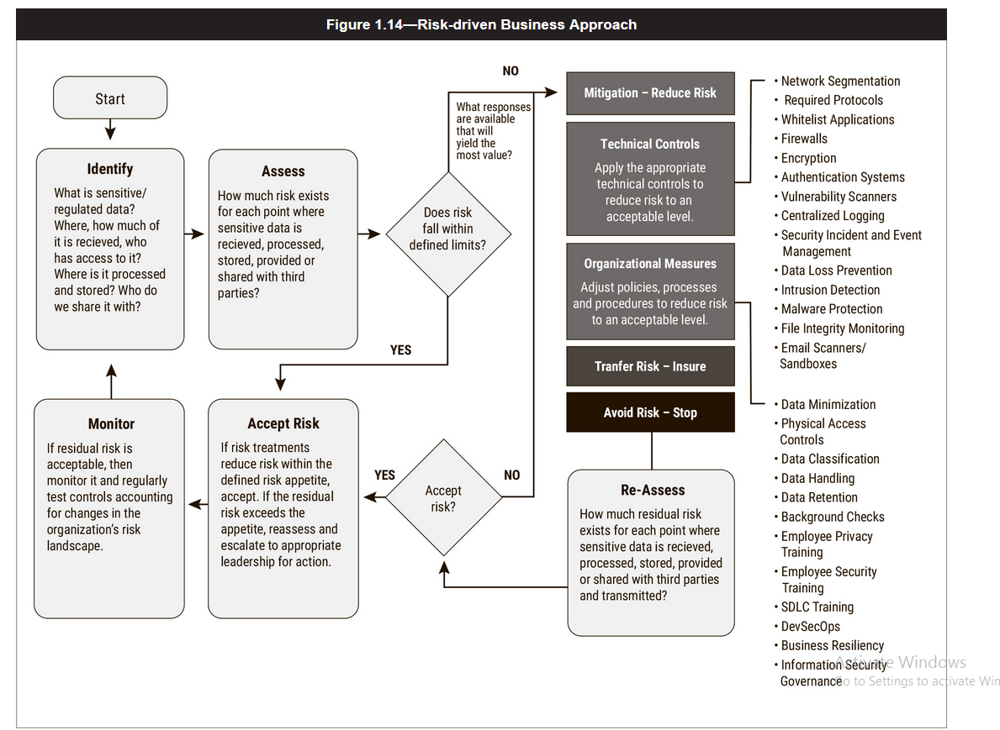 Figure 1.14—Risk-driven Business Approach
Start
Identify
What is sensitive/
regulated data?
Where, how much of
it is recieved, who
has access to it?
Where is it processed
and stored? Who do
we share it with?
Assess
How much risk exists
for each point where
sensitive data is
recieved, processed,
stored, provided or
shared with third
parties?
Does risk
fall within
defined limits?
NO
What responses
are available
that will
yield the
most value?
YES
Mitigation – Reduce Risk
Technical Controls
Apply the appropriate
technical controls to
reduce risk to an
acceptable level.
Organizational Measures
Adjust policies, processes
and procedures to reduce risk
to an acceptable level.
Tranfer Risk – Insure
Avoid Risk – Stop
• Network Segmentation
• Required Protocols
• Whitelist Applications
• Firewalls
• Encryption
• Authentication Systems
• Vulnerability Scanners
• Centralized Logging
• Security Incident and Event
Management
• Data Loss Prevention
• Intrusion Detection
• Malware Protection
• File Integrity Monitoring
• Email Scanners/
Sandboxes
• Data Minimization
• Physical Access
Controls
• Data Classification
• Data Handling
• Data Retention
• Background Checks
• Employee Privacy
Training
• Employee Security
Training
• SDLC Training
• DevSecOps
• Business Resiliency
• Information Security
Governance
Re-Assess
How much residual risk
exists for each point where
sensitive data is recieved,
processed, stored, provided
or shared with third parties
and transmitted?
Accept
risk?
YES
NO
Accept Risk
If risk treatments
reduce risk within the
defined risk appetite,
accept. If the residual
risk exceeds the
appetite, reassess and
escalate to appropriate
leadership for action.
Monitor
If residual risk is
acceptable, then
monitor it and regularly
test controls accounting
for changes in the
organization's risk
landscape.
Activate Windows
Go to Settings to activate Win